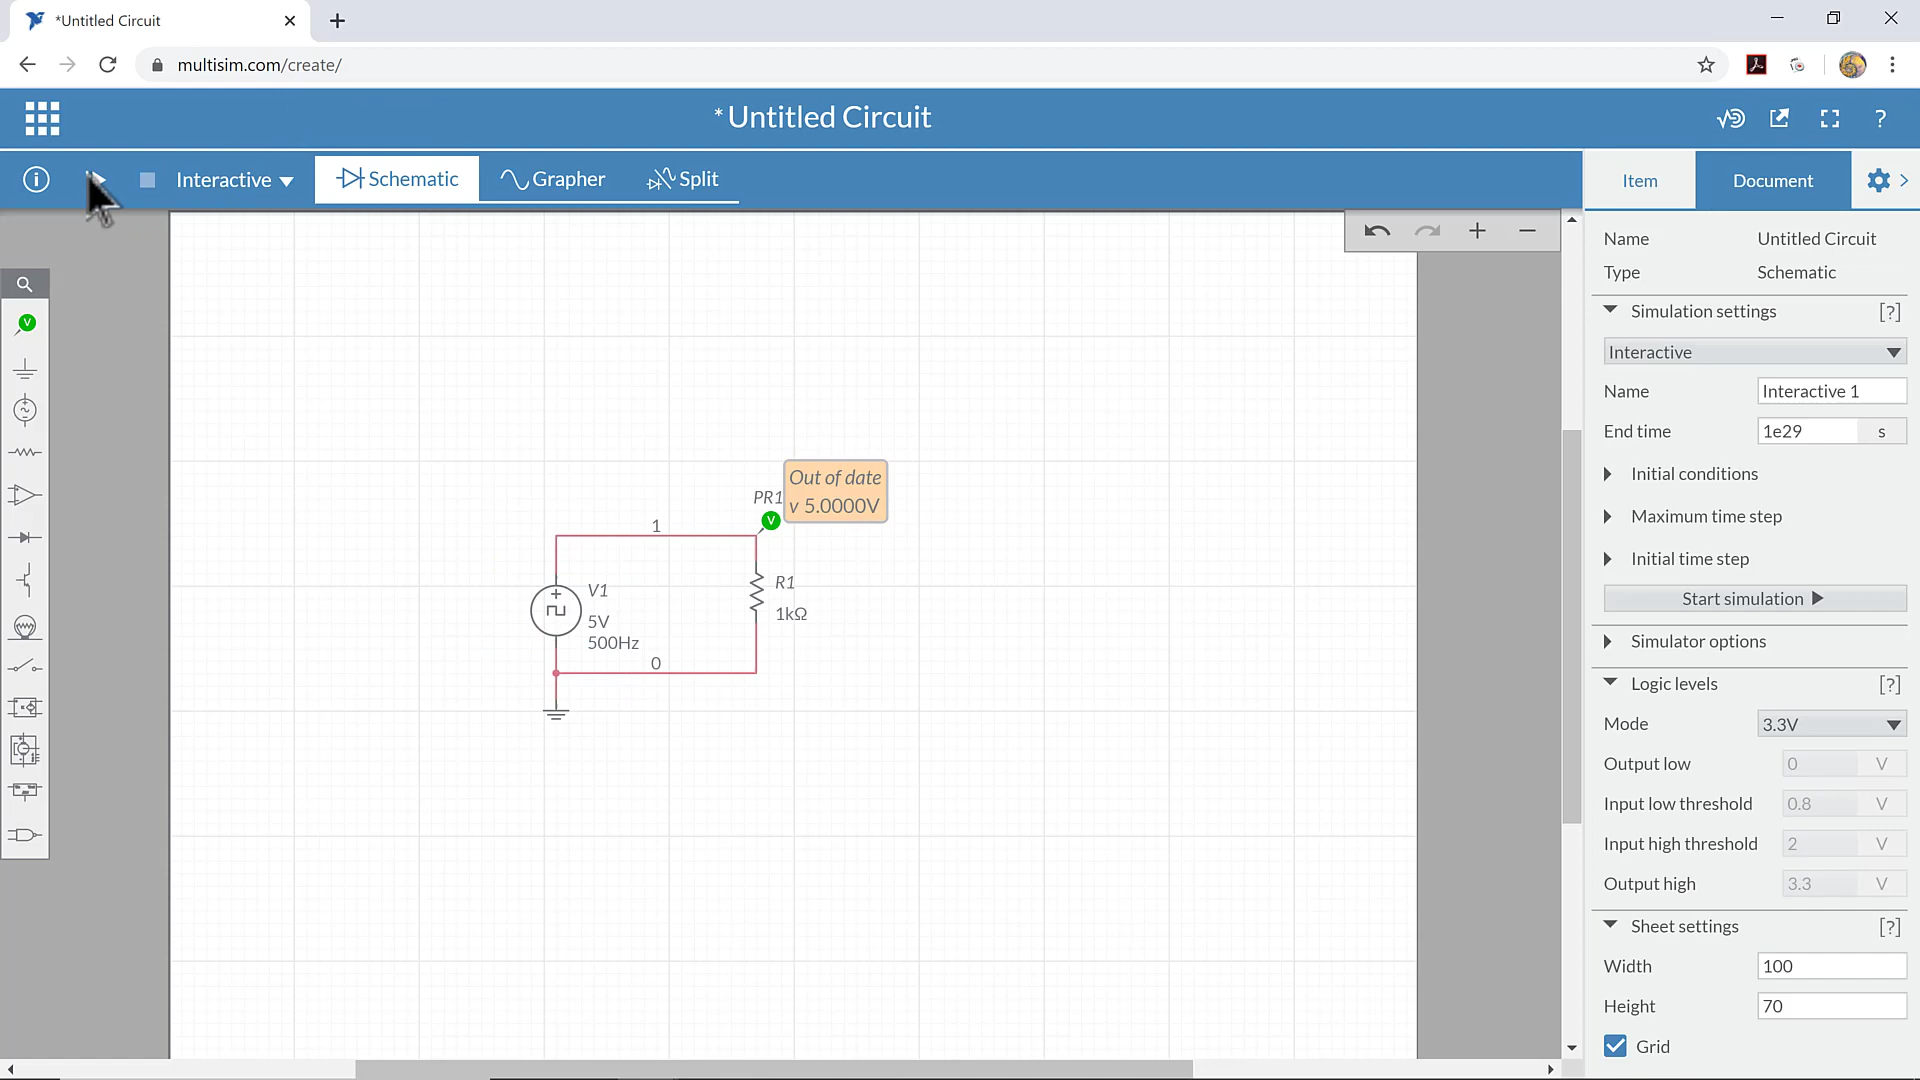 *Untitled Circuit
multisim.com/create/
* Untitled Circuit
?
Interactive
Schematic
Grapher
Split
Item
Document
Name Untitled Circuit
Type Schematic
Simulation settings [?]
Interactive
Name Interactive 1
End time 1e29 s
Initial conditions
Maximum time step
Initial time step
Start simulation
Simulator options
Logic levels [?]
Mode 3.3V
Output low 0 V
Input low threshold 0.8 V
Input high threshold 2 V
Output high 3.3 V
Sheet settings [?]
Width 100
Height 70
Grid
V
Out of date
v 5.0000V
PR1
V
1
V1
5V
500Hz
R1
1kΩ
0